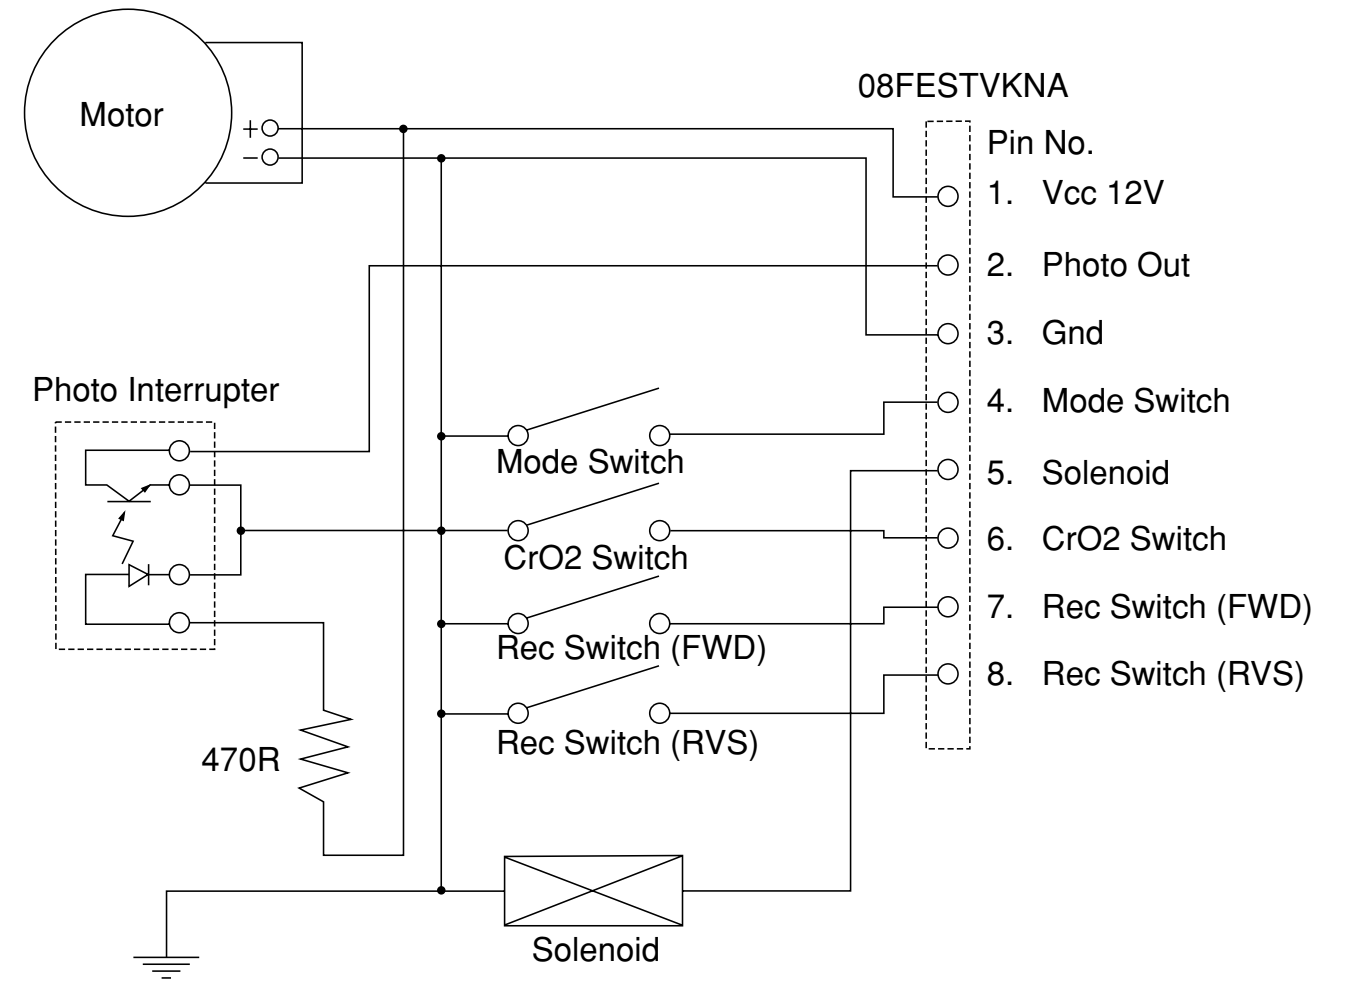 08FESTVKNA
Motor
+
−
Pin No.
1. Vcc 12V
2. Photo Out
3. Gnd
4. Mode Switch
5. Solenoid
6. CrO2 Switch
7. Rec Switch (FWD)
8. Rec Switch (RVS)
Photo Interrupter
Mode Switch
CrO2 Switch
Rec Switch (FWD)
Rec Switch (RVS)
470R
Solenoid